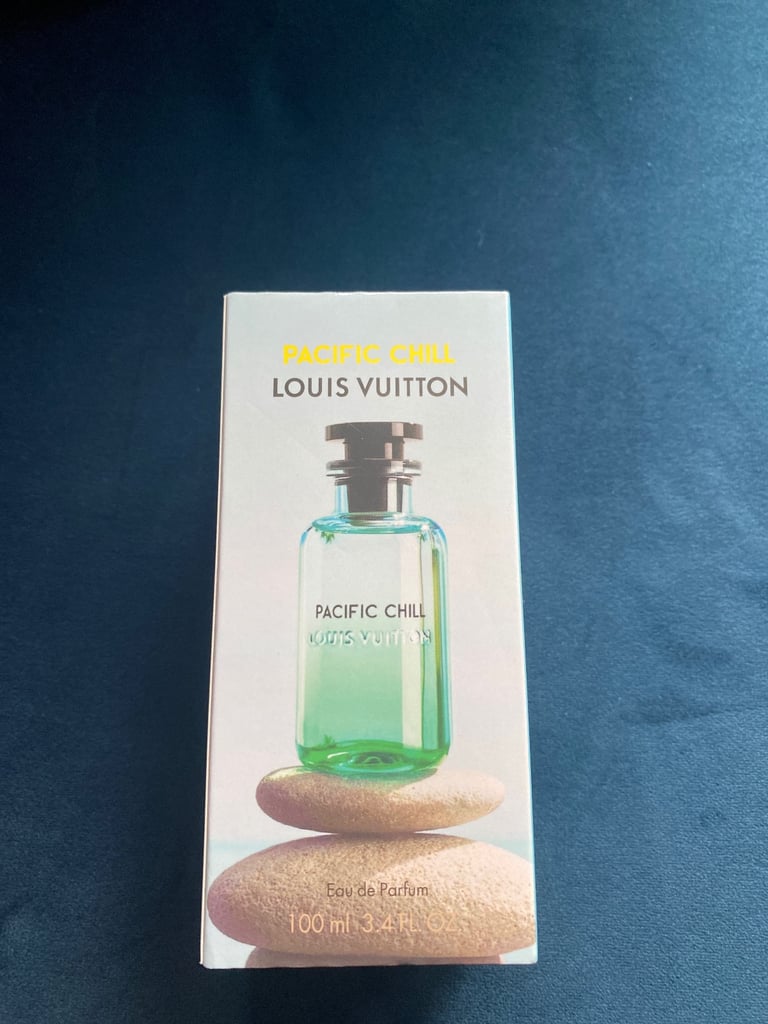 PACIFIC CHILL
LOUIS VUITTON
PACIFIC CHILL
LOUIS VUITTON
Eau de Parfum
100 ml 3.4 FL. OZ.